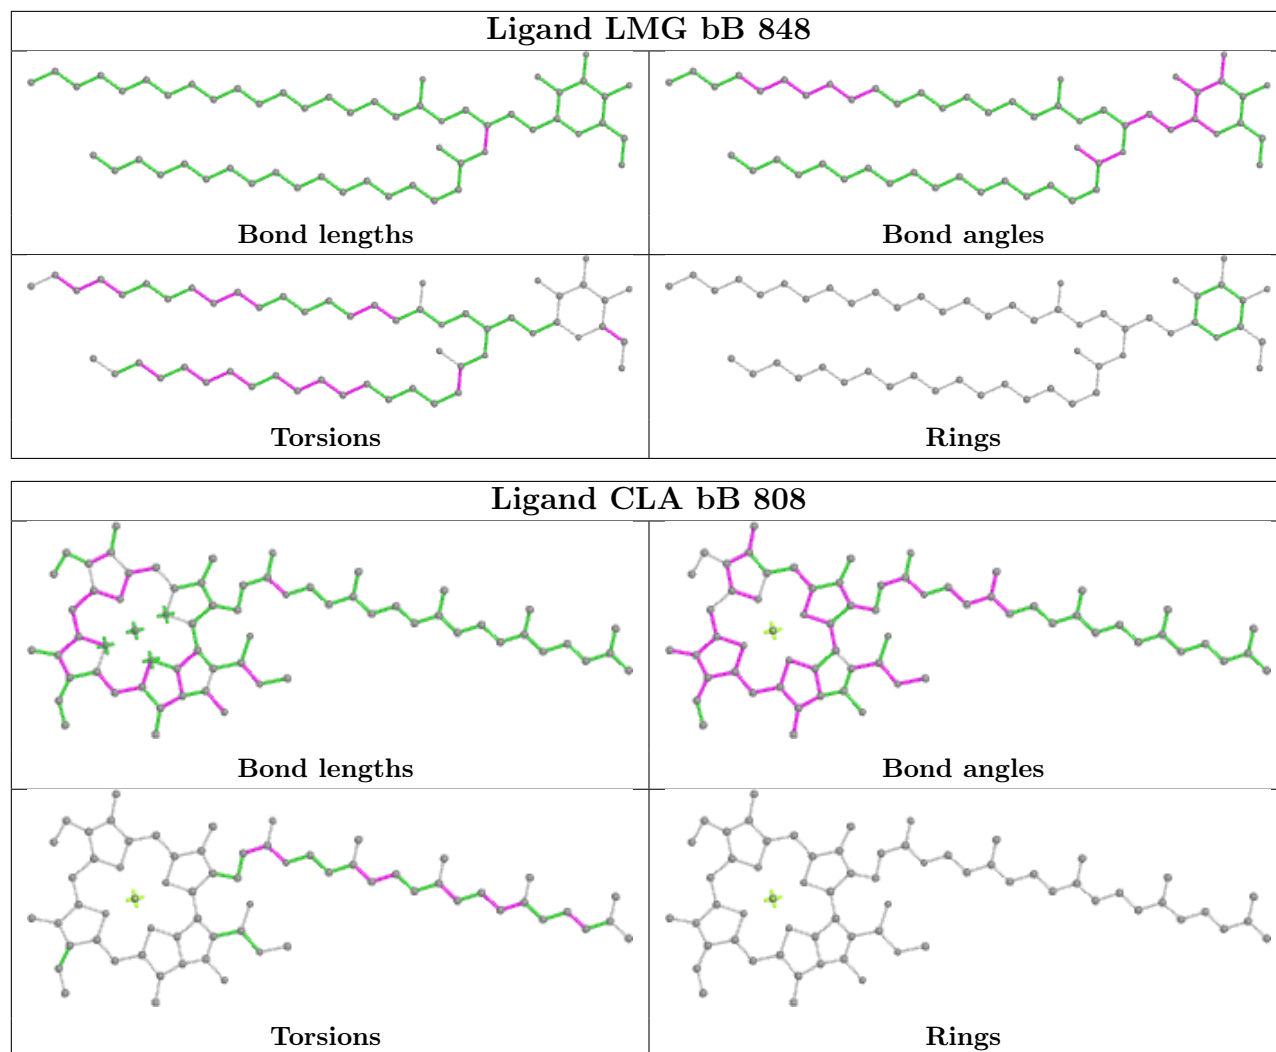 Ligand LMG bB 848
Bond lengths
Bond angles
Torsions
Rings
Ligand CLA bB 808
Bond lengths
Bond angles
Torsions
Rings